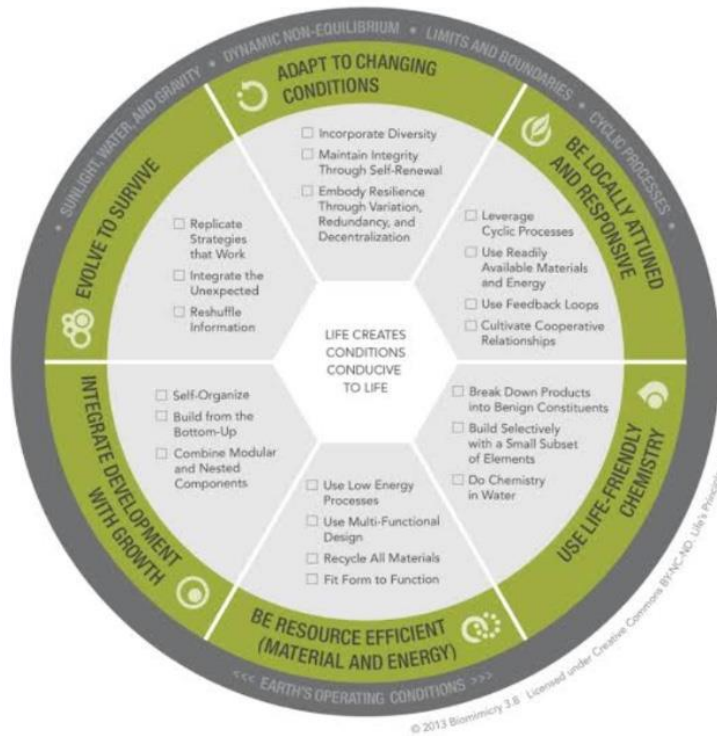 • SUNLIGHT, WATER, AND GRAVITY • DYNAMIC NON-EQUILIBRIUM • LIMITS AND BOUNDARIES • CYCLIC PROCESSES •
ADAPT TO CHANGING
CONDITIONS
☐ Incorporate Diversity
☐ Maintain Integrity
Through Self-Renewal
☐ Embody Resilience
Through Variation,
Redundancy, and
Decentralization
BE LOCALLY ATTUNED
AND RESPONSIVE
☐ Leverage
Cyclic Processes
☐ Use Readily
Available Materials
and Energy
☐ Use Feedback Loops
☐ Cultivate Cooperative
Relationships
USE LIFE-FRIENDLY
CHEMISTRY
☐ Break Down Products
into Benign Constituents
☐ Build Selectively
with a Small Subset
of Elements
☐ Do Chemistry
in Water
BE RESOURCE EFFICIENT
(MATERIAL AND ENERGY)
☐ Use Low Energy
Processes
☐ Use Multi-Functional
Design
☐ Recycle All Materials
☐ Fit Form to Function
INTEGRATE DEVELOPMENT
WITH GROWTH
☐ Self-Organize
☐ Build from the
Bottom-Up
☐ Combine Modular
and Nested
Components
EVOLVE TO SURVIVE
☐ Replicate
Strategies
that Work
☐ Integrate the
Unexpected
☐ Reshuffle
Information
LIFE CREATES
CONDITIONS
CONDUCIVE
TO LIFE
<<< EARTH'S OPERATING CONDITIONS >>>
© 2013 Biomimicry 3.8 Licensed under Creative Commons BY-NC-ND. Life's